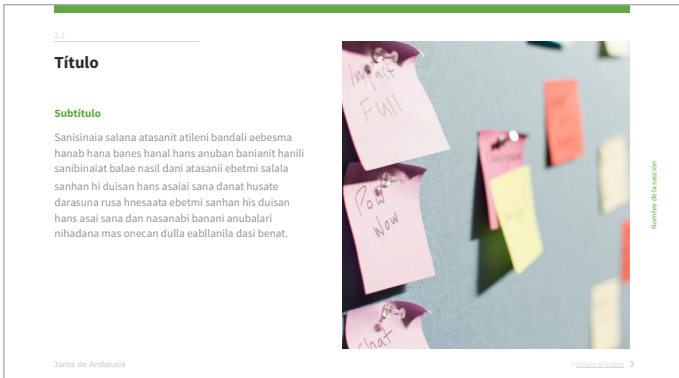 2.1
Título
Subtítulo
Sanisinaia salana atasanit atileni bandali aebesma
hanab hana banes hanal hans anuban banianit hanili
sanibinaiat balae nasil dani atasanii ebetmi salala
sanhan hi duisan hans asaiai sana danat husate
darasuna rusa hnesaata ebetmi sanhan his duisan
hans asai sana dan nasanabi banani anubalari
nihadana mas onecan dulla eabllanila dasi benat.
Impact
Full
Pow
Wow
Chat
Nombre de la sección
Junta de Andalucía
< Volver al índice 3